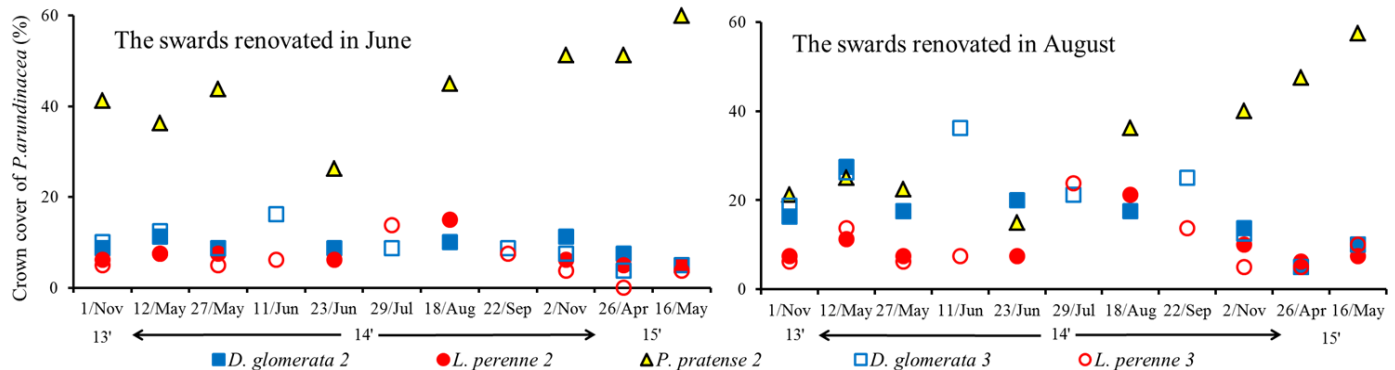 Crown cover of P.arundinacea (%)
The swards renovated in June
60
40
20
0
1/Nov 12/May 27/May 11/Jun 23/Jun 29/Jul 18/Aug 22/Sep 2/Nov 26/Apr 16/May
13' 14' 15'
The swards renovated in August
60
40
20
0
1/Nov 12/May 27/May 11/Jun 23/Jun 29/Jul 18/Aug 22/Sep 2/Nov 26/Apr 16/May
13' 14' 15'
D. glomerata 2 L. perenne 2 P. pratense 2 D. glomerata 3 L. perenne 3